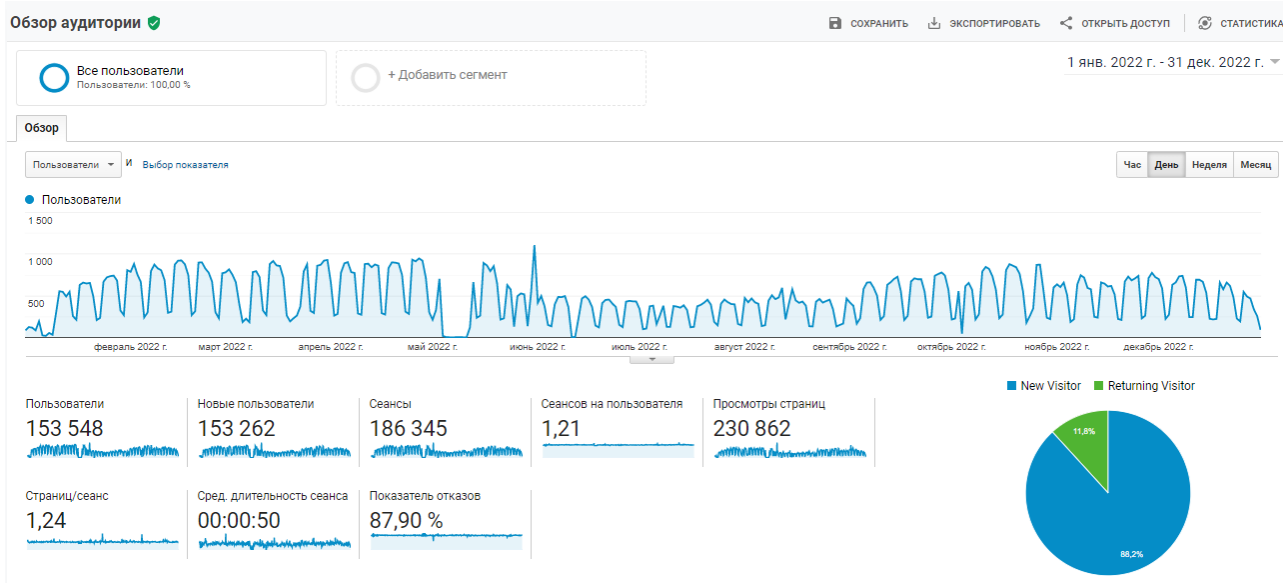 Обзор аудитории
СОХРАНИТЬ ЭКСПОРТИРОВАТЬ ОТКРЫТЬ ДОСТУП СТАТИСТИКА
Все пользователи
Пользователи: 100,00 %
+ Добавить сегмент
1 янв. 2022 г. - 31 дек. 2022 г.
Обзор
Пользователи и Выбор показателя
Час День Неделя Месяц
Пользователи
1 500
1 000
500
февраль 2022 г. март 2022 г. апрель 2022 г. май 2022 г. июнь 2022 г. июль 2022 г. август 2022 г. сентябрь 2022 г. октябрь 2022 г. ноябрь 2022 г. декабрь 2022 г.
New Visitor Returning Visitor
Пользователи
153 548
Новые пользователи
153 262
Сеансы
186 345
Сеансов на пользователя
1,21
Просмотры страниц
230 862
Страниц/сеанс
1,24
Сред. длительность сеанса
00:00:50
Показатель отказов
87,90 %
11,8%
88,2%